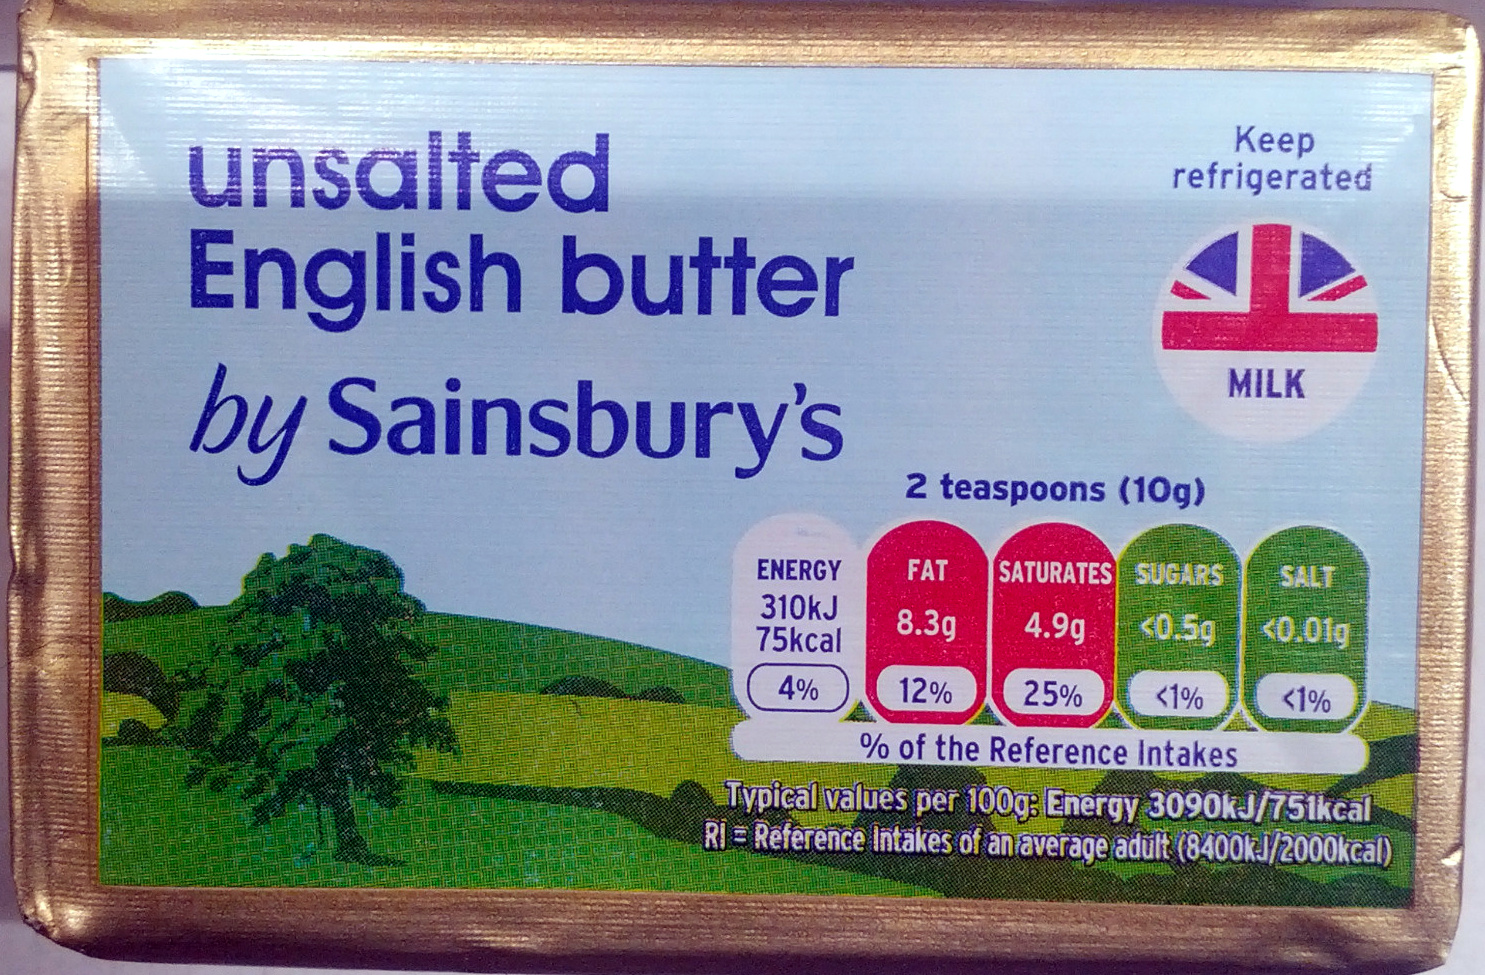 unsalted
English butter
by Sainsbury's
Keep
refrigerated
MILK
2 teaspoons (10g)
ENERGY
310kJ
75kcal
4%
FAT
8.3g
12%
SATURATES
4.9g
25%
SUGARS
<0.5g
<1%
SALT
<0.01g
<1%
% of the Reference Intakes
Typical values per 100g: Energy 3090kJ/751kcal
RI = Reference Intakes of an average adult (8400kJ/2000kcal)